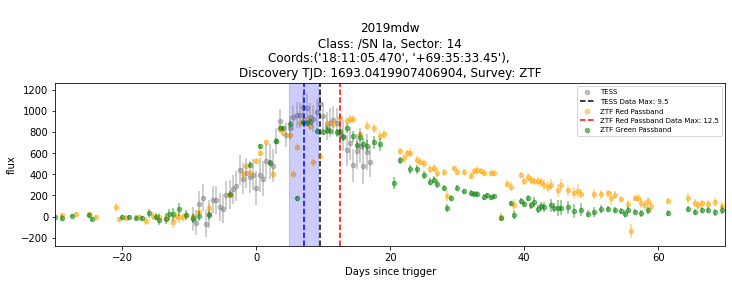 2019mdw
Class: /SN Ia, Sector: 14
Coords:('18:11:05.470', '+69:35:33.45'),
Discovery TJD: 1693.0419907406904, Survey: ZTF
1200
1000
800
600
400
200
0
−200
flux
TESS
TESS Data Max: 9.5
ZTF Red Passband
ZTF Red Passband Data Max: 12.5
ZTF Green Passband
−20
0
20
40
60
Days since trigger